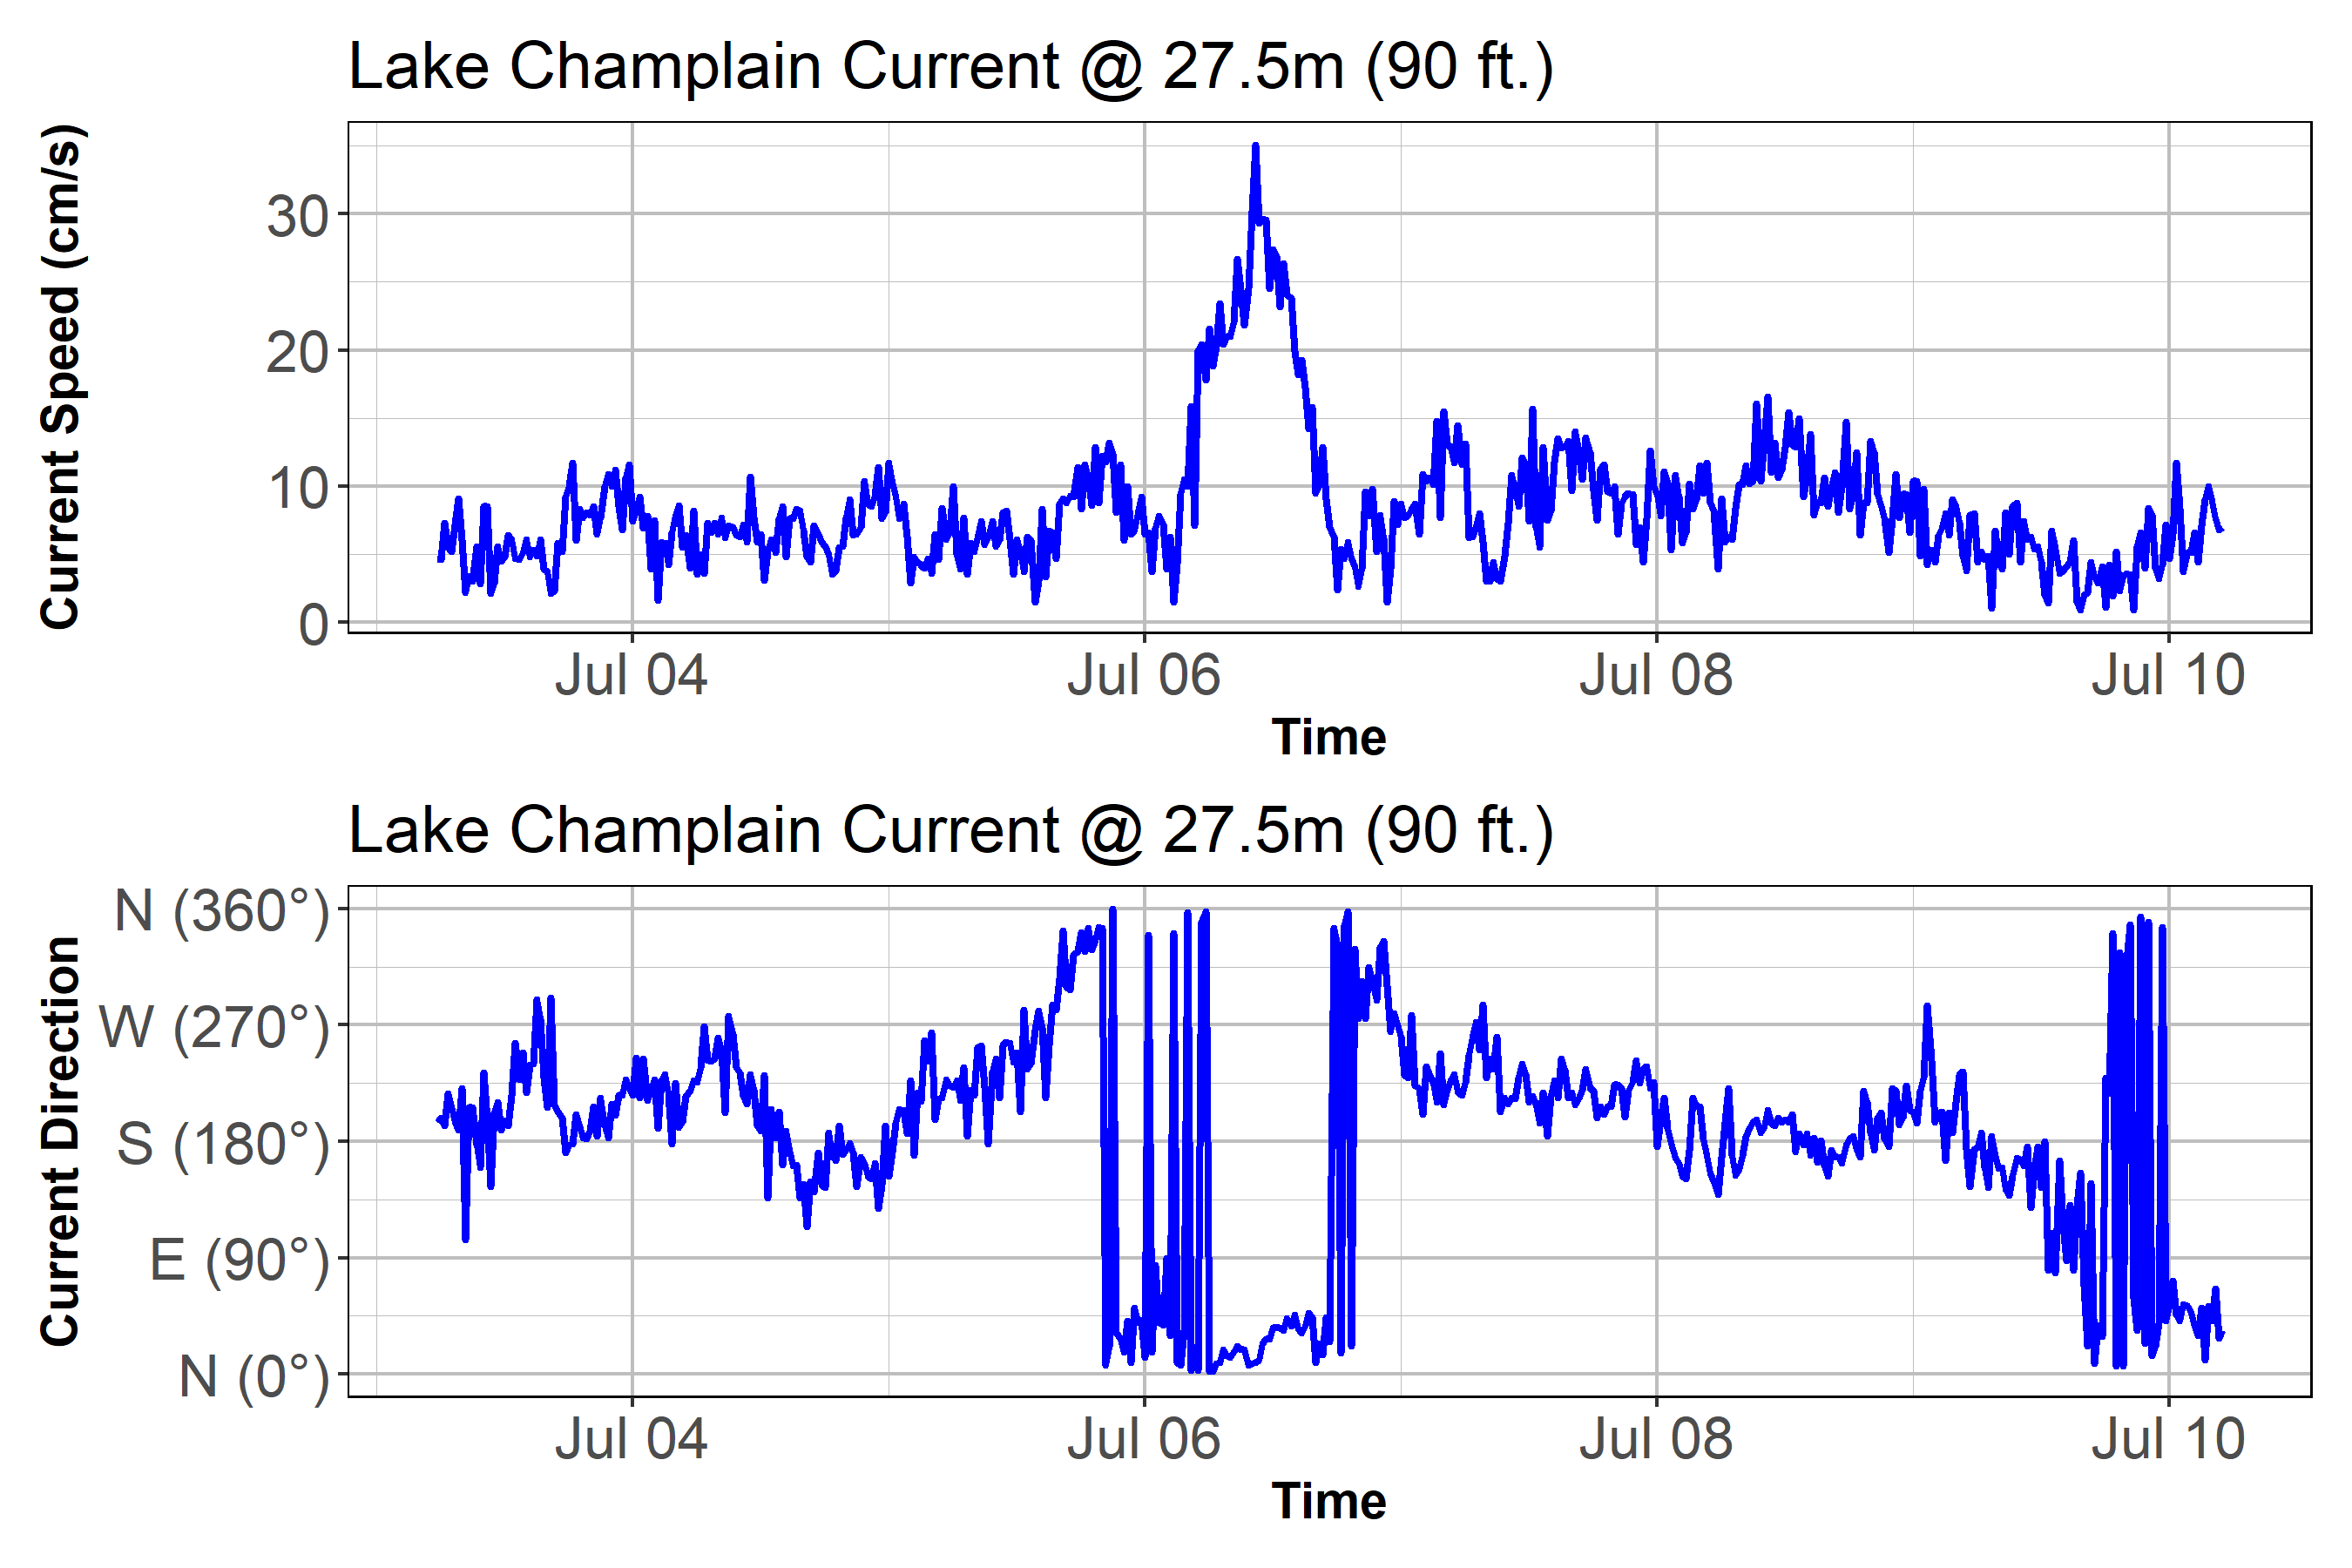 Lake Champlain Current @ 27.5m (90 ft.)
Current Speed (cm/s)
30
20
10
0
Jul 04 Jul 06 Jul 08 Jul 10
Time
Lake Champlain Current @ 27.5m (90 ft.)
Current Direction
N (360°)
W (270°)
S (180°)
E (90°)
N (0°)
Jul 04 Jul 06 Jul 08 Jul 10
Time